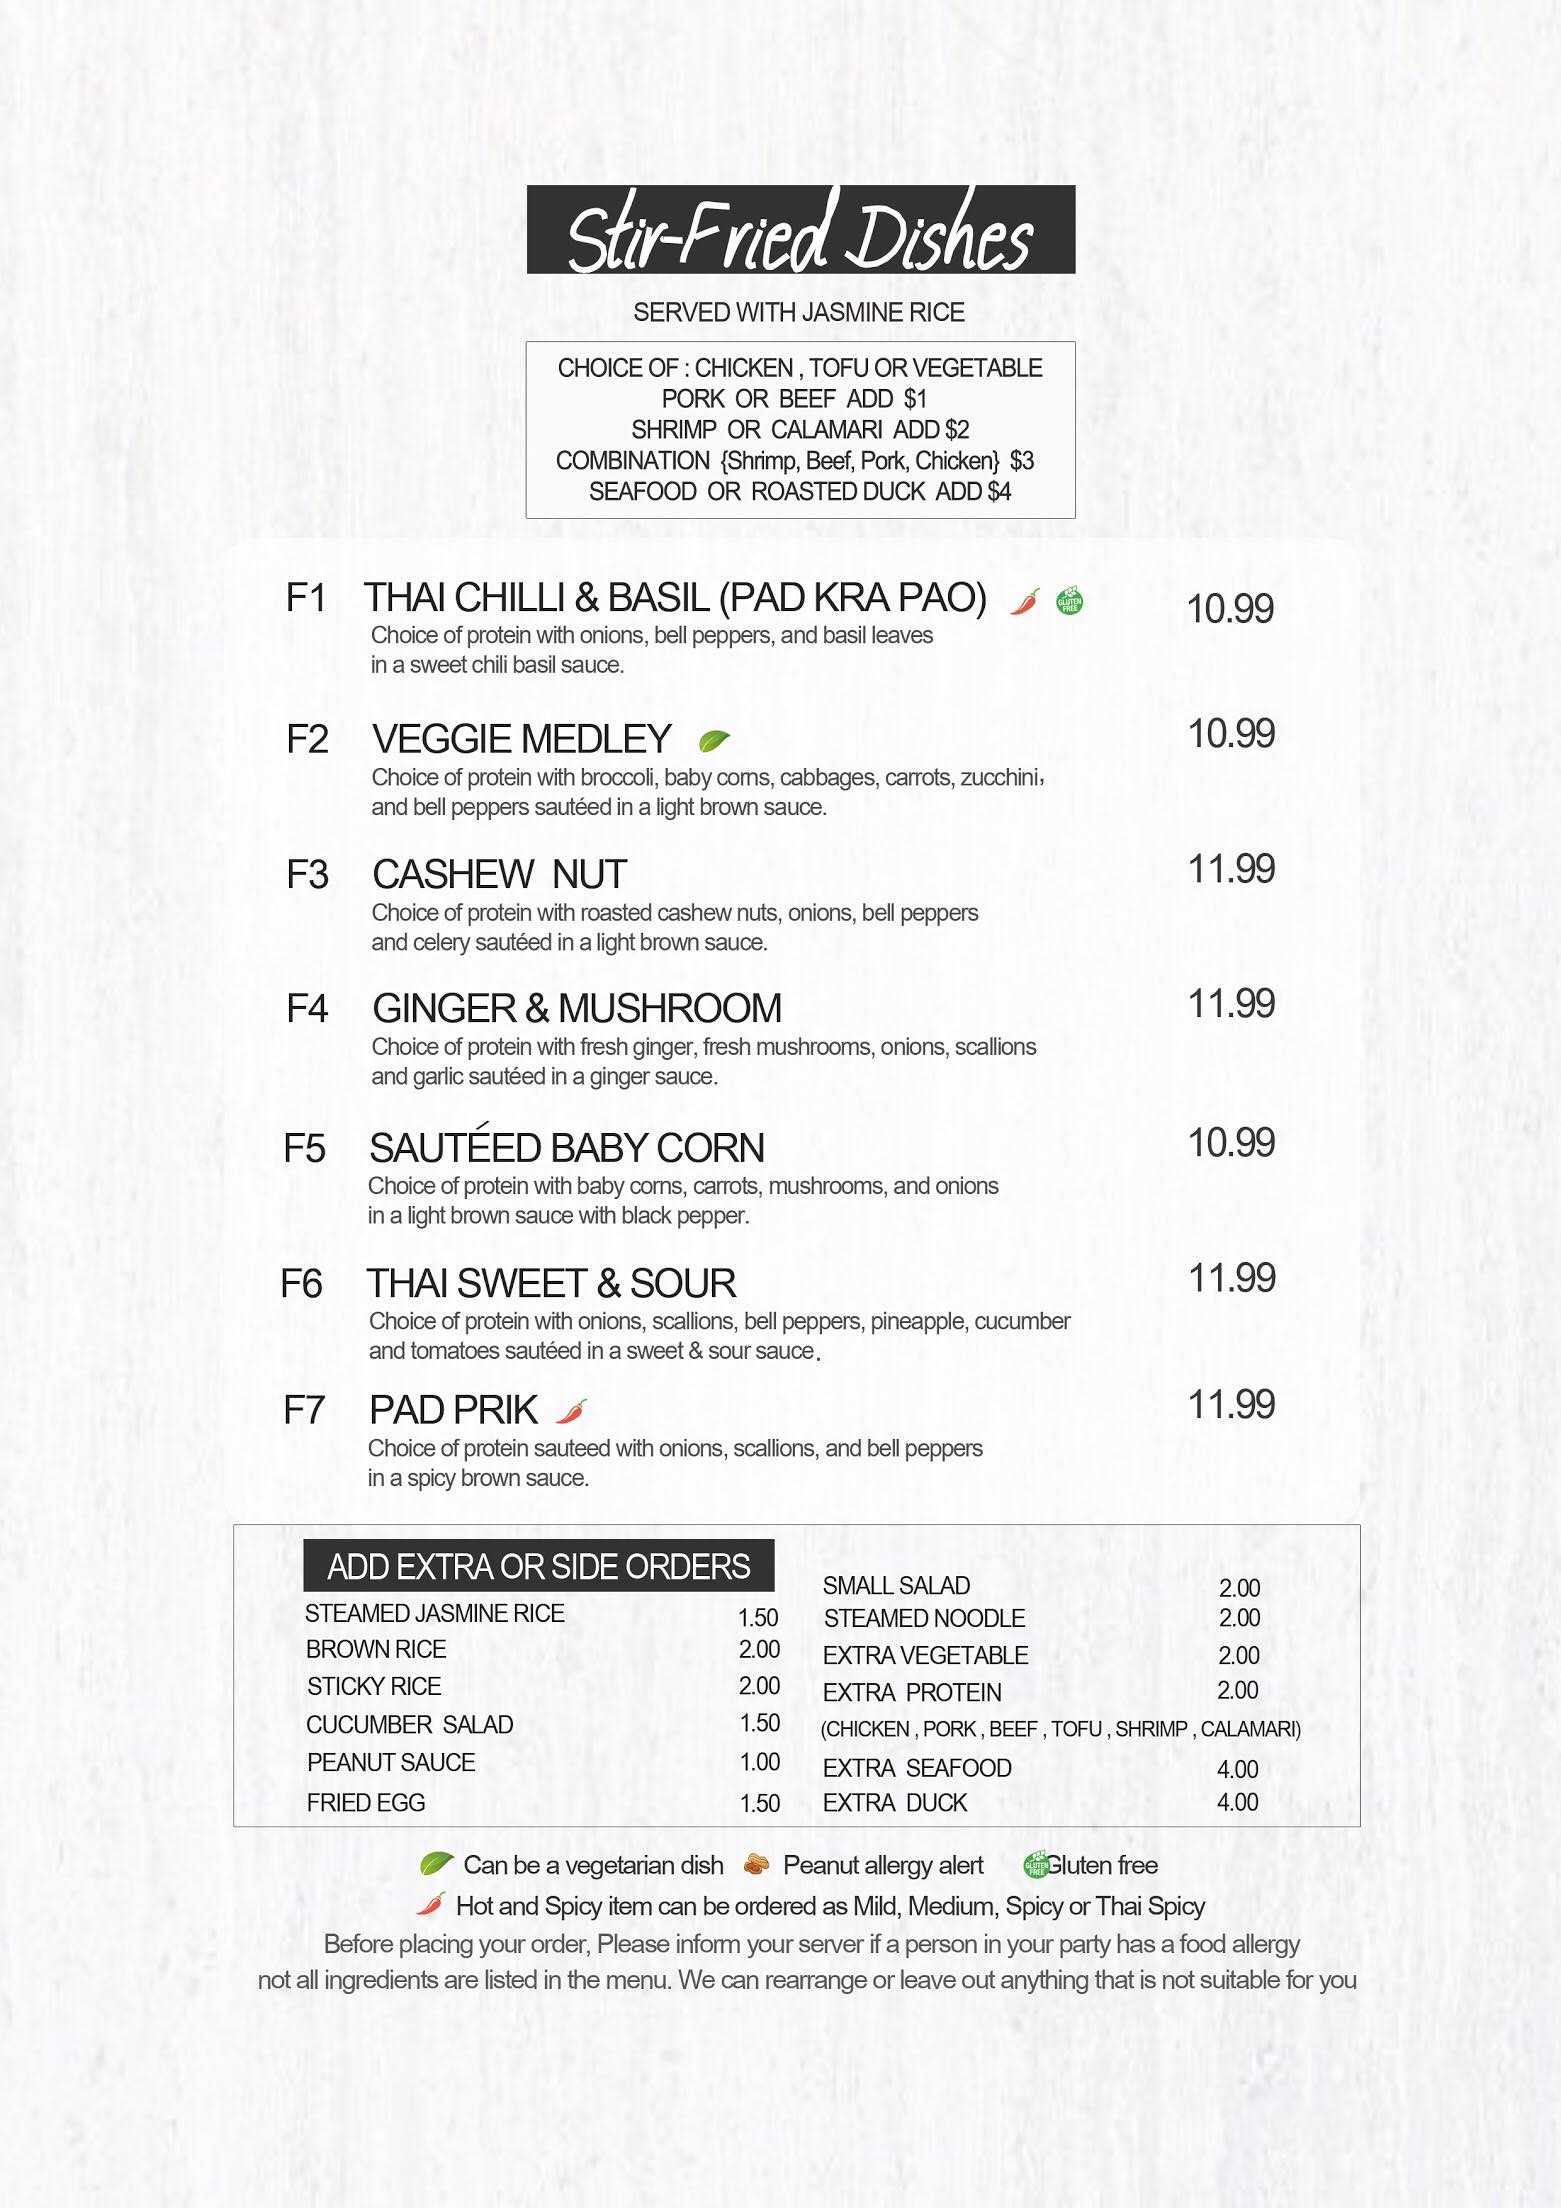 Stir-Fried Dishes
SERVED WITH JASMINE RICE
CHOICE OF : CHICKEN , TOFU OR VEGETABLE
PORK OR BEEF ADD $1
SHRIMP OR CALAMARI ADD $2
COMBINATION {Shrimp, Beef, Pork, Chicken} $3
SEAFOOD OR ROASTED DUCK ADD $4
F1 THAI CHILLI & BASIL (PAD KRA PAO) GLUTEN FREE 10.99
Choice of protein with onions, bell peppers, and basil leaves
in a sweet chili basil sauce.
F2 VEGGIE MEDLEY 10.99
Choice of protein with broccoli, baby corns, cabbages, carrots, zucchini,
and bell peppers sautéed in a light brown sauce.
F3 CASHEW NUT 11.99
Choice of protein with roasted cashew nuts, onions, bell peppers
and celery sautéed in a light brown sauce.
F4 GINGER & MUSHROOM 11.99
Choice of protein with fresh ginger, fresh mushrooms, onions, scallions
and garlic sautéed in a ginger sauce.
F5 SAUTÉED BABY CORN 10.99
Choice of protein with baby corns, carrots, mushrooms, and onions
in a light brown sauce with black pepper.
F6 THAI SWEET & SOUR 11.99
Choice of protein with onions, scallions, bell peppers, pineapple, cucumber
and tomatoes sautéed in a sweet & sour sauce.
F7 PAD PRIK 11.99
Choice of protein sauteed with onions, scallions, and bell peppers
in a spicy brown sauce.
ADD EXTRA OR SIDE ORDERS
STEAMED JASMINE RICE 1.50
BROWN RICE 2.00
STICKY RICE 2.00
CUCUMBER SALAD 1.50
PEANUT SAUCE 1.00
FRIED EGG 1.50
SMALL SALAD 2.00
STEAMED NOODLE 2.00
EXTRA VEGETABLE 2.00
EXTRA PROTEIN 2.00
(CHICKEN , PORK , BEEF , TOFU , SHRIMP , CALAMARI)
EXTRA SEAFOOD 4.00
EXTRA DUCK 4.00
Can be a vegetarian dish Peanut allergy alert GLUTEN FREE Gluten free
Hot and Spicy item can be ordered as Mild, Medium, Spicy or Thai Spicy
Before placing your order, Please inform your server if a person in your party has a food allergy
not all ingredients are listed in the menu. We can rearrange or leave out anything that is not suitable for you